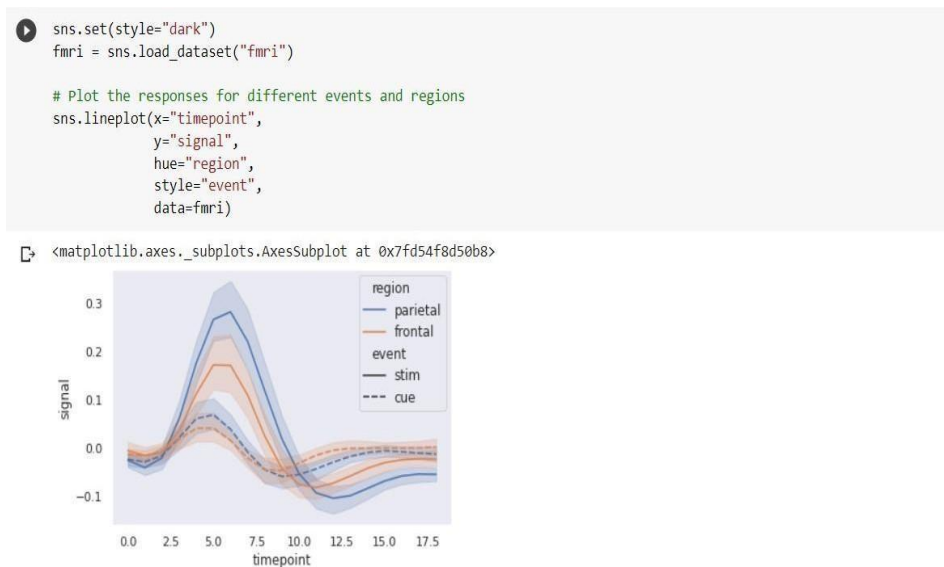 sns.set(style="dark")
fmri = sns.load_dataset("fmri")
# Plot the responses for different events and regions
sns.lineplot(x="timepoint",
y="signal",
hue="region",
style="event",
data=fmri)
<matplotlib.axes._subplots.AxesSubplot at 0x7fd54f8d50b8>
region
parietal
frontal
event
stim
cue
0.3
0.2
0.1
0.0
−0.1
signal
0.0 2.5 5.0 7.5 10.0 12.5 15.0 17.5
timepoint